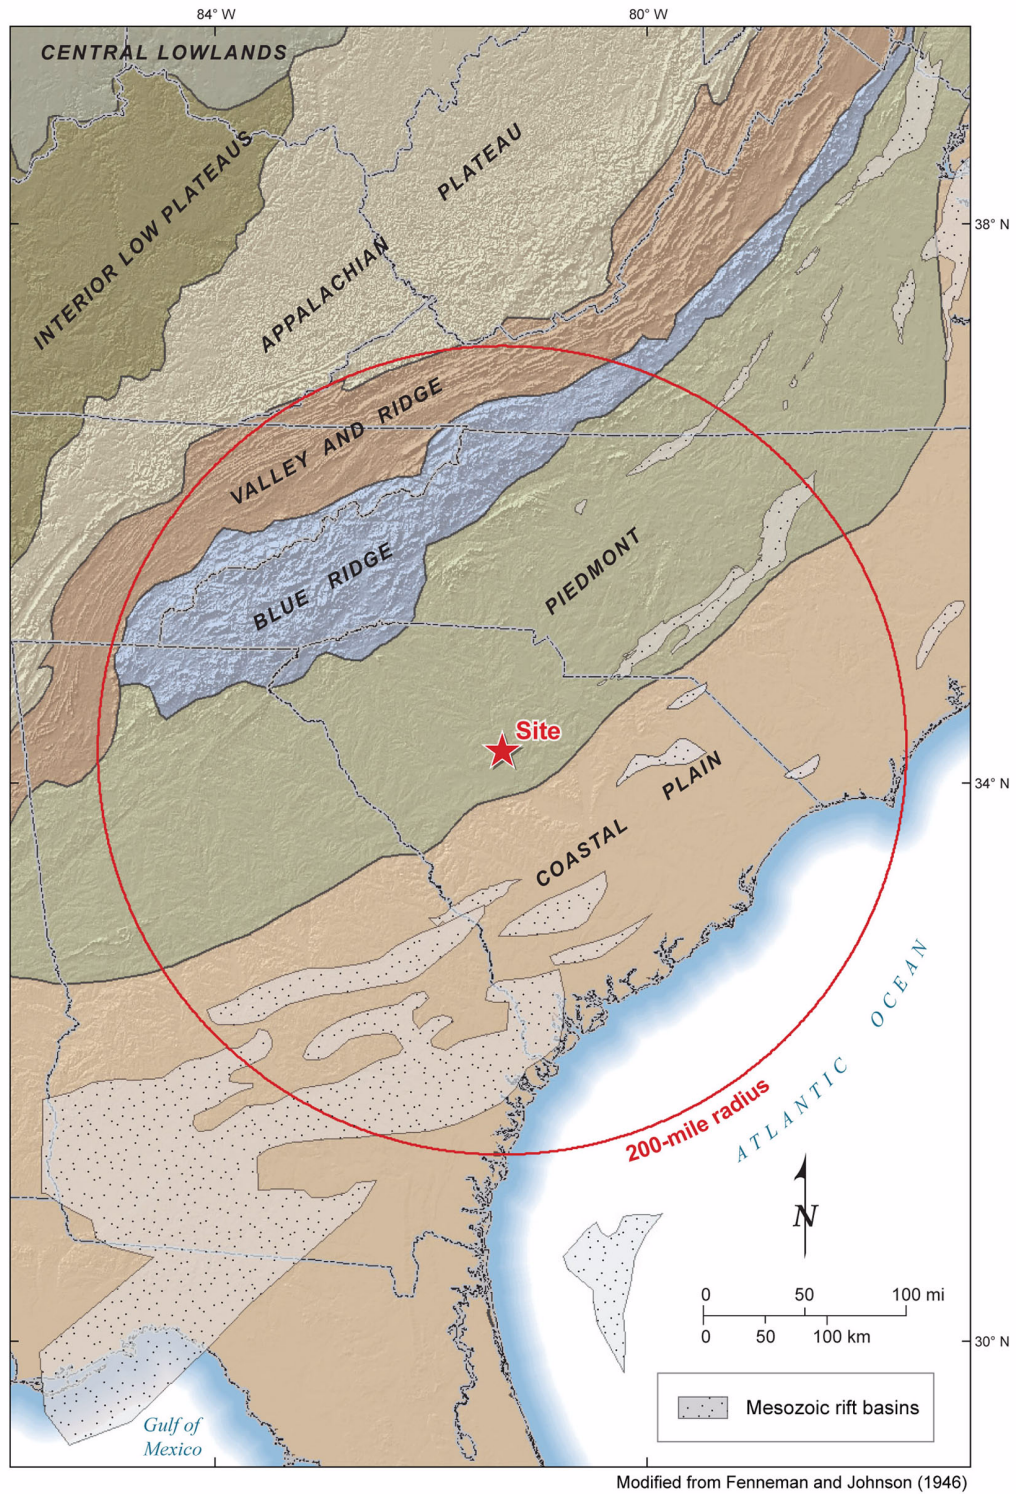 84° W
80° W
CENTRAL LOWLANDS
INTERIOR LOW PLATEAUS
APPALACHIAN
PLATEAU
38° N
VALLEY AND RIDGE
BLUE RIDGE
PIEDMONT
Site
34° N
COASTAL PLAIN
ATLANTIC OCEAN
200-mile radius
N
0 50 100 mi
0 50 100 km
30° N
Mesozoic rift basins
Gulf of
Mexico
Modified from Fenneman and Johnson (1946)